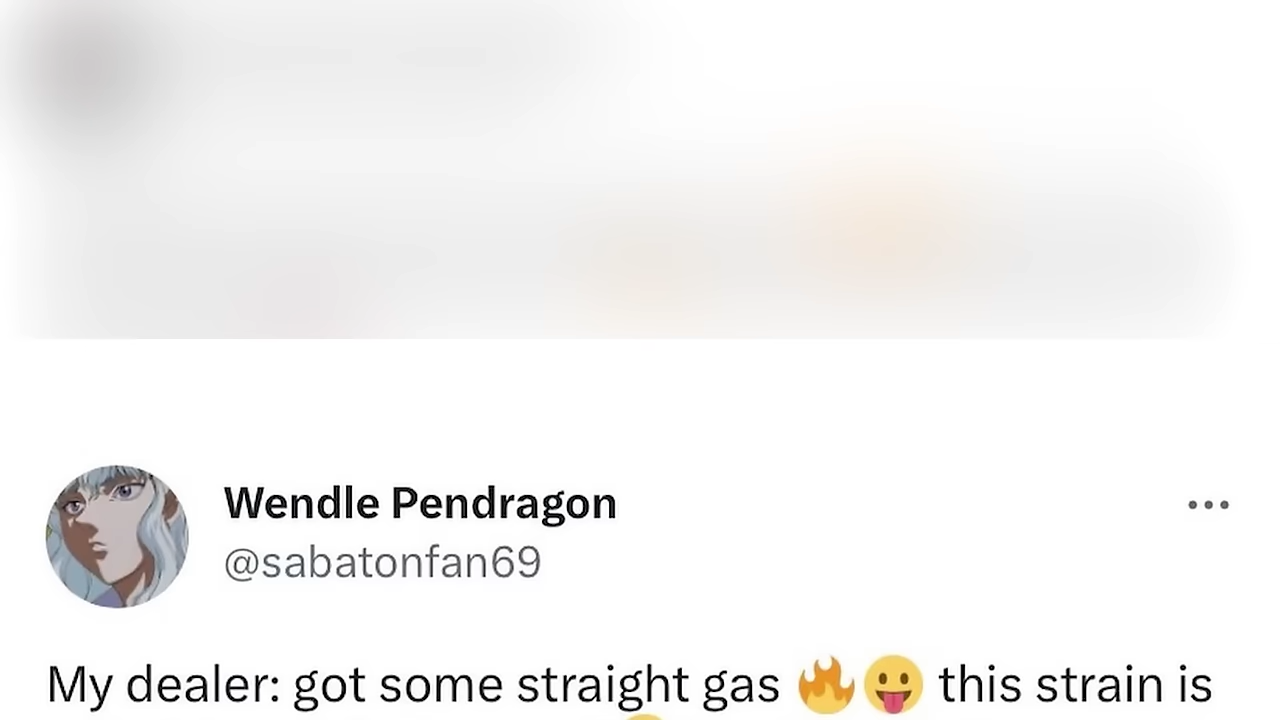 Wendle Pendragon
@sabatonfan69
My dealer: got some straight gas 🔥😛 this strain is